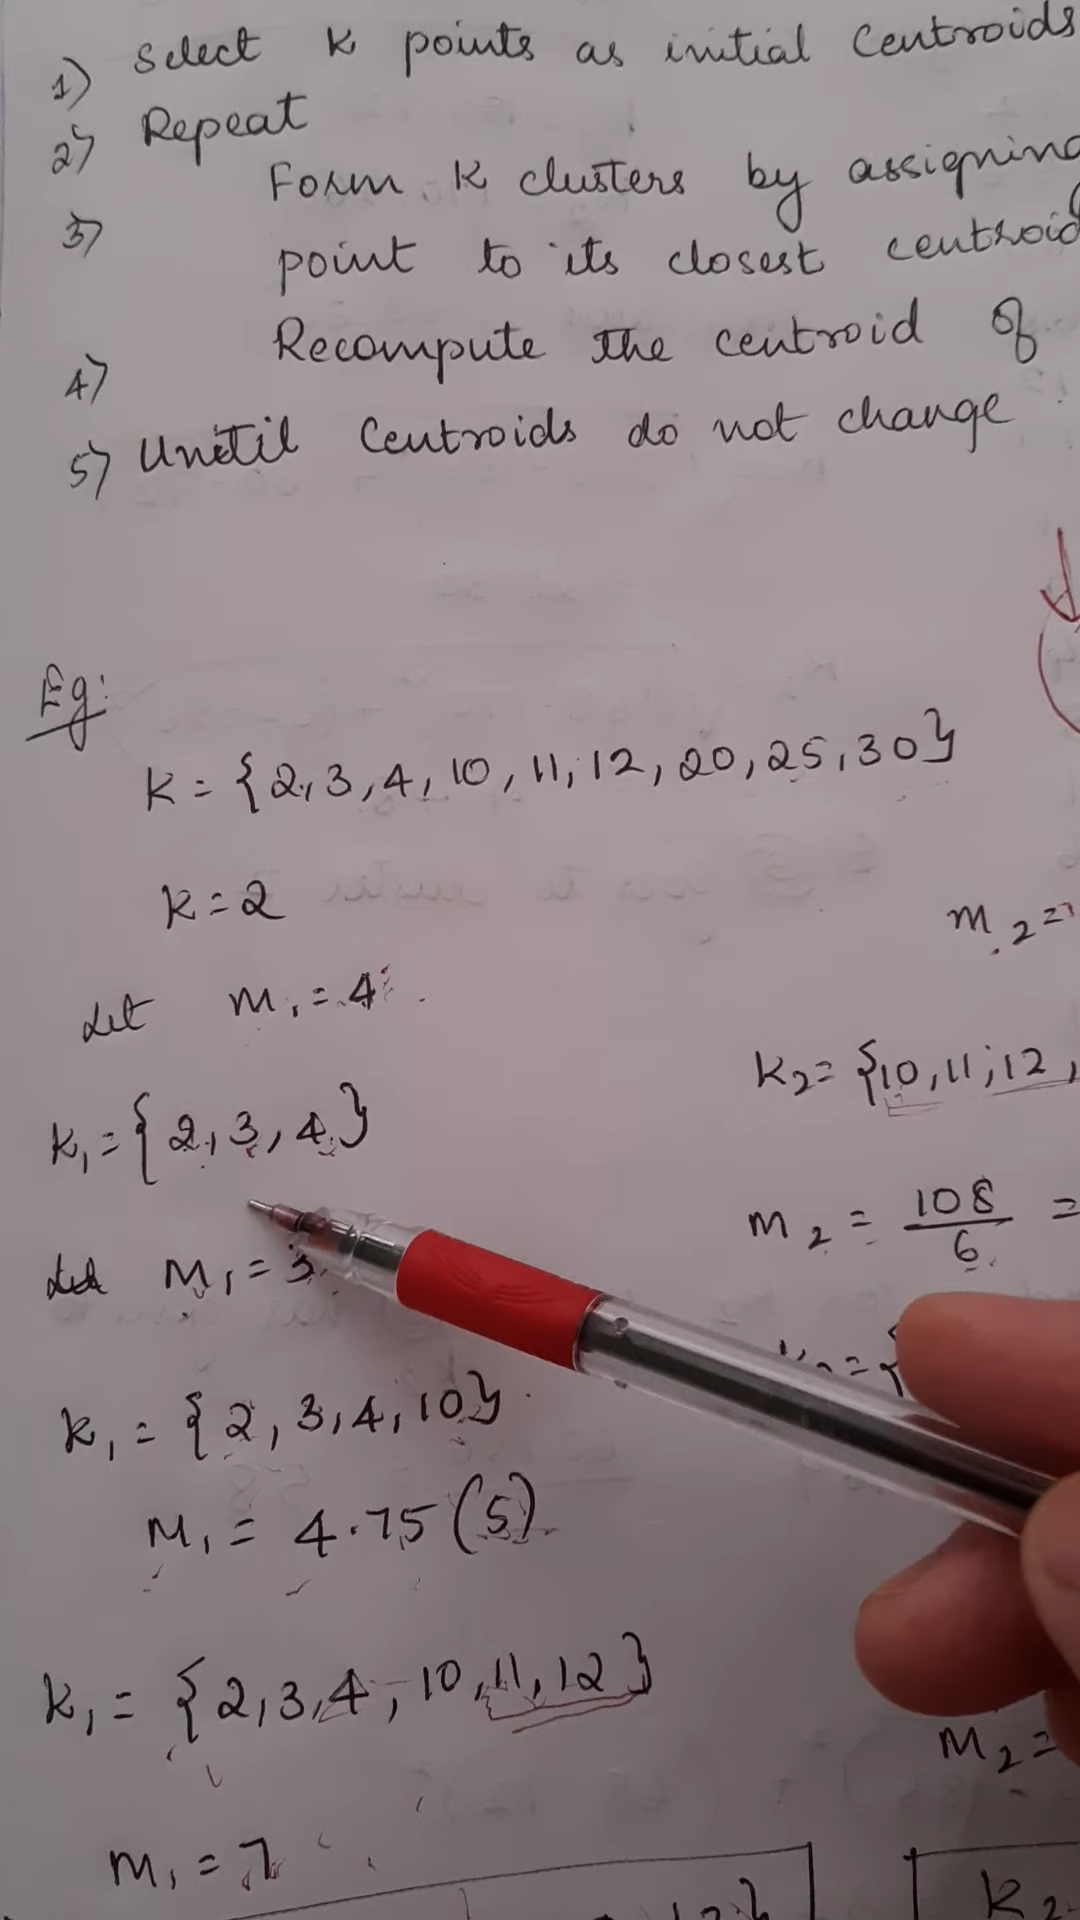 1) Select K points as initial Centroids
2) Repeat
3) Form K clusters by assigning
point to its closest centroid
4) Recompute the centroid of
5) Unitil Centroids do not change
Eg:
K = {2, 3, 4, 10, 11, 12, 20, 25, 30}
K = 2
Let m₁ = 4
m₂ =
K₁ = {2, 3, 4}
K₂ = {10, 11, 12,
Let M₁ = 3
m₂ = 108/6 =
K₁ = {2, 3, 4, 10}
M₁ = 4.75 (5)
K₁ = {2, 3, 4, 10, 11, 12}
M₂ =
M₁ = 7
K₂